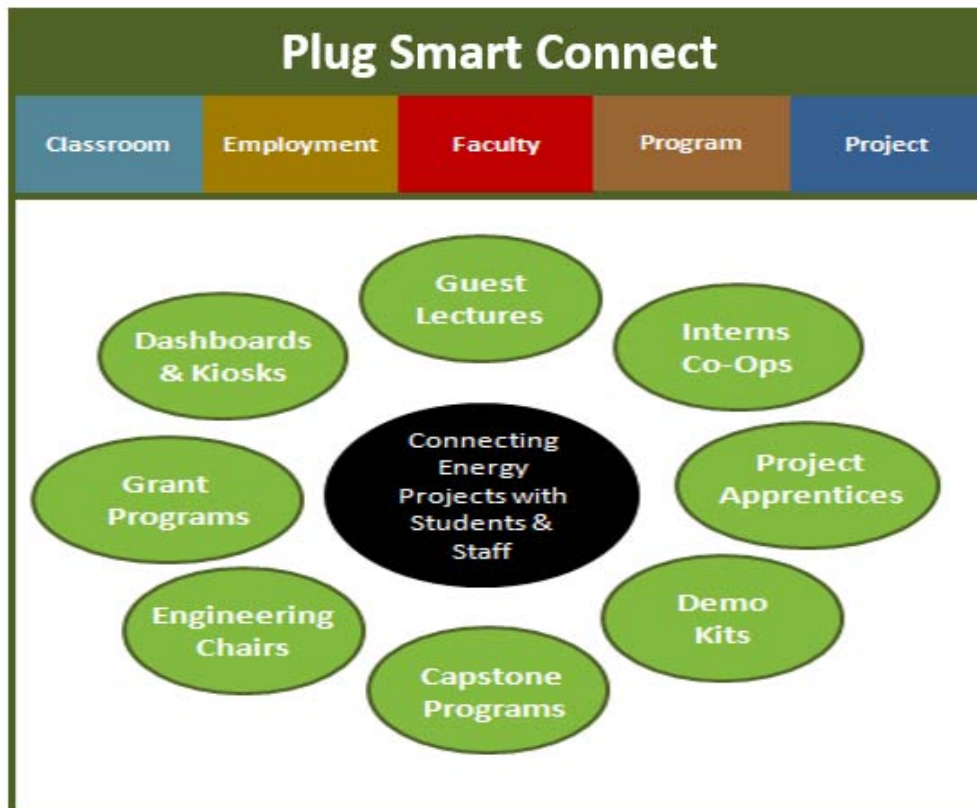 Plug Smart Connect
Classroom
Employment
Faculty
Program
Project
Guest
Lectures
Dashboards
& Kiosks
Interns
Co-Ops
Connecting
Energy
Projects with
Students &
Staff
Grant
Programs
Project
Apprentices
Engineering
Chairs
Demo
Kits
Capstone
Programs